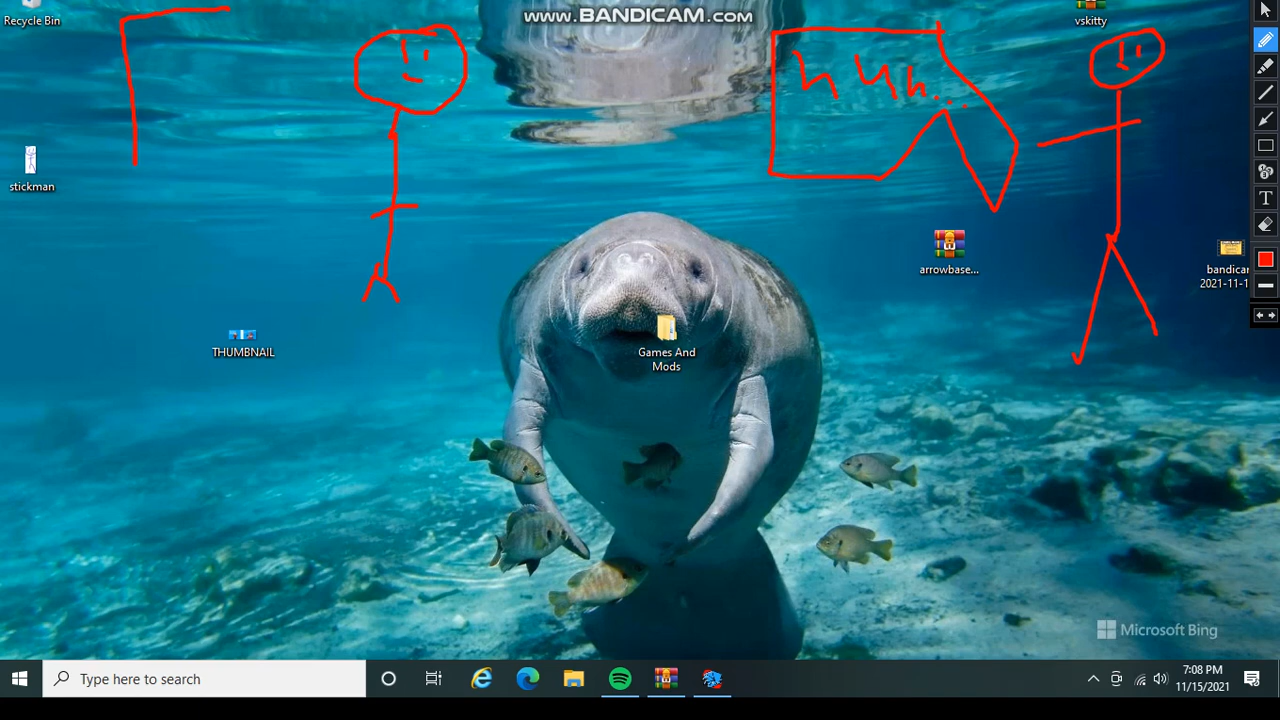 Recycle Bin
www.BANDICAM.com
vskitty
huh...
stickman
arrowbase...
bandicar
2021-11-1
THUMBNAIL
Games And
Mods
T
Microsoft Bing
Type here to search
7:08 PM
11/15/2021